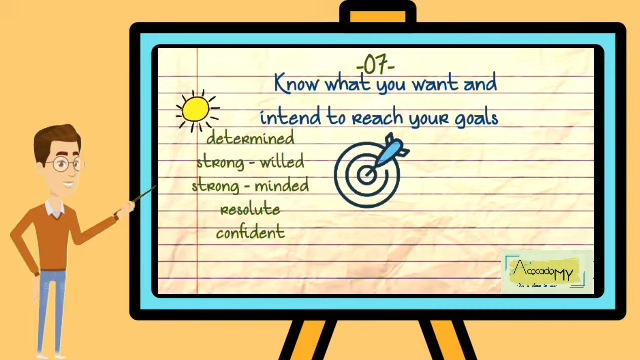 -07-
Know what you want and
intend to reach your goals
determined
strong - willed
strong - minded
resolute
confident
AvocadoMY